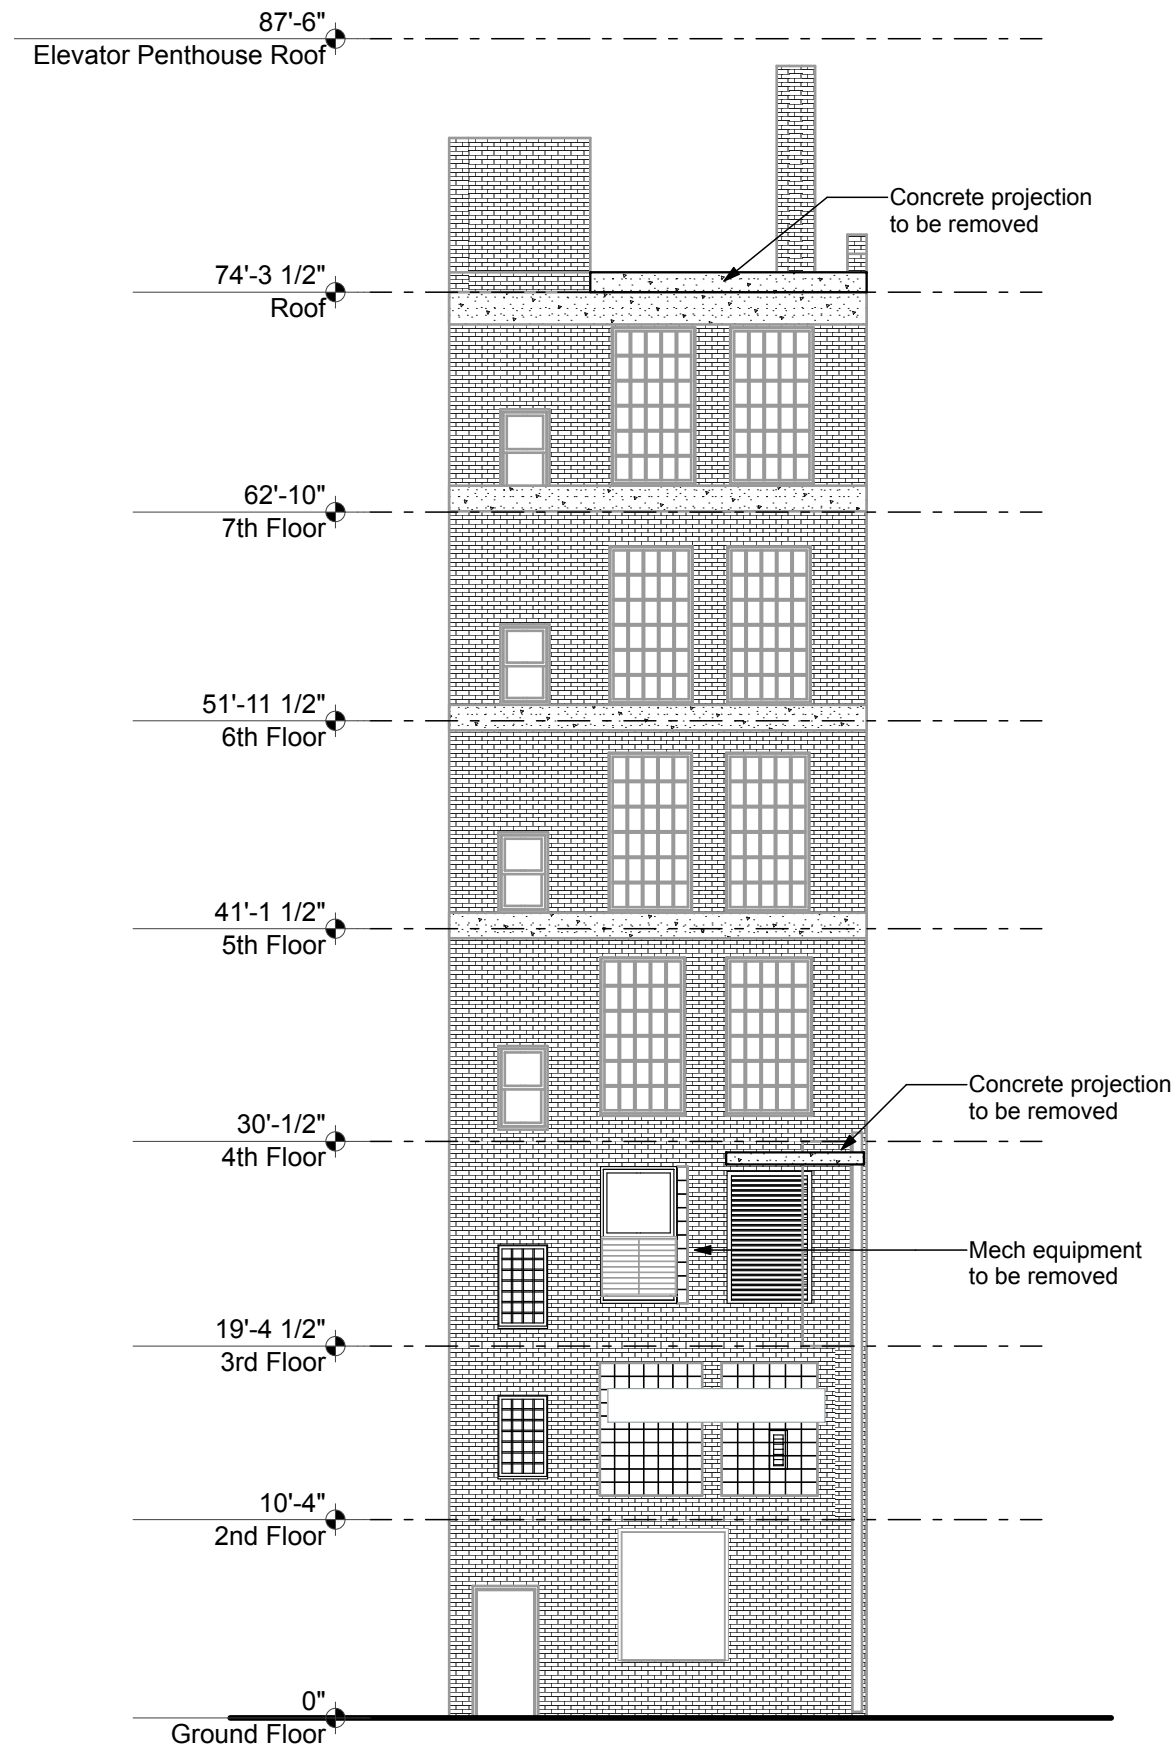 87'-6"
Elevator Penthouse Roof
Concrete projection
to be removed
74'-3 1/2"
Roof
62'-10"
7th Floor
51'-11 1/2"
6th Floor
41'-1 1/2"
5th Floor
Concrete projection
to be removed
30'-1/2"
4th Floor
Mech equipment
to be removed
19'-4 1/2"
3rd Floor
10'-4"
2nd Floor
0"
Ground Floor